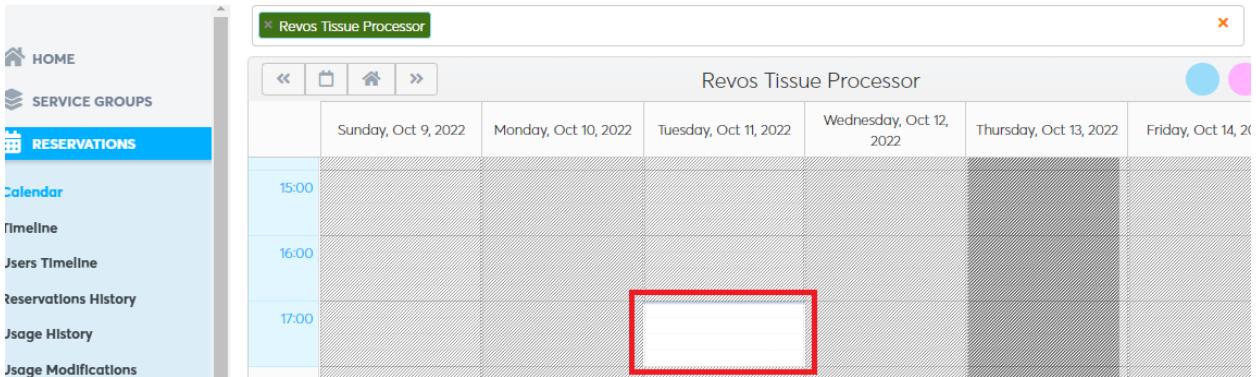 × Revos Tissue Processor ×
HOME
SERVICE GROUPS
RESERVATIONS
Calendar
Timeline
Users Timeline
Reservations History
Usage History
Usage Modifications
Revos Tissue Processor
Sunday, Oct 9, 2022 Monday, Oct 10, 2022 Tuesday, Oct 11, 2022 Wednesday, Oct 12, 2022 Thursday, Oct 13, 2022 Friday, Oct 14, 20
15:00
16:00
17:00